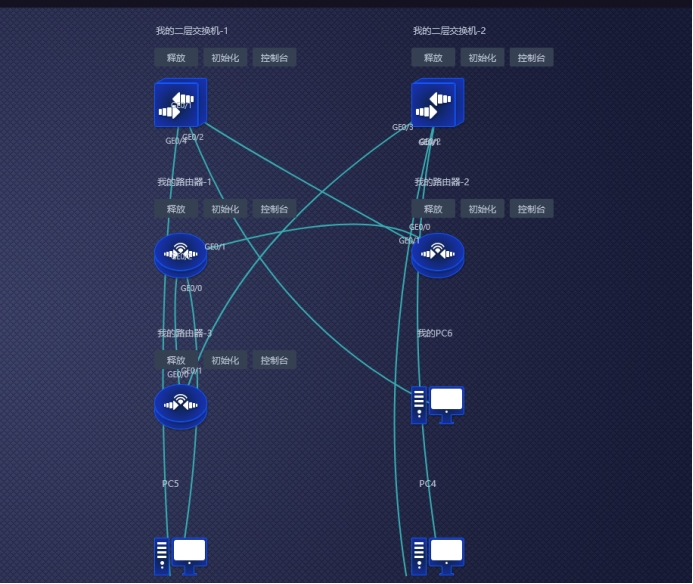 我的二层交换机-1
我的二层交换机-2
释放 初始化 控制台
释放 初始化 控制台
GE0/1
GE0/2
GE0/4
GE0/3
GE0/2
我的路由器-1
我的路由器-2
释放 初始化 控制台
释放 初始化 控制台
GE0/0
GE0/1
GE0/1
GE0/0
我的路由器-3
我的PC6
释放 初始化 控制台
GE0/1
GE0/0
PC5
PC4